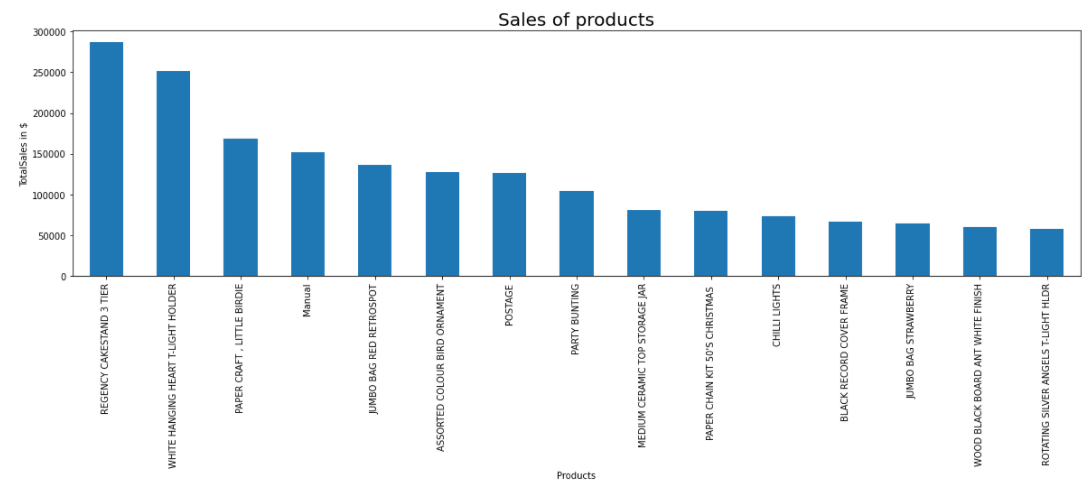 Sales of products
TotalSales in $
300000
250000
200000
150000
100000
50000
0
REGENCY CAKESTAND 3 TIER
WHITE HANGING HEART T-LIGHT HOLDER
PAPER CRAFT , LITTLE BIRDIE
Manual
JUMBO BAG RED RETROSPOT
ASSORTED COLOUR BIRD ORNAMENT
POSTAGE
PARTY BUNTING
MEDIUM CERAMIC TOP STORAGE JAR
PAPER CHAIN KIT 50'S CHRISTMAS
CHILLI LIGHTS
BLACK RECORD COVER FRAME
JUMBO BAG STRAWBERRY
WOOD BLACK BOARD ANT WHITE FINISH
ROTATING SILVER ANGELS T-LIGHT HLDR
Products